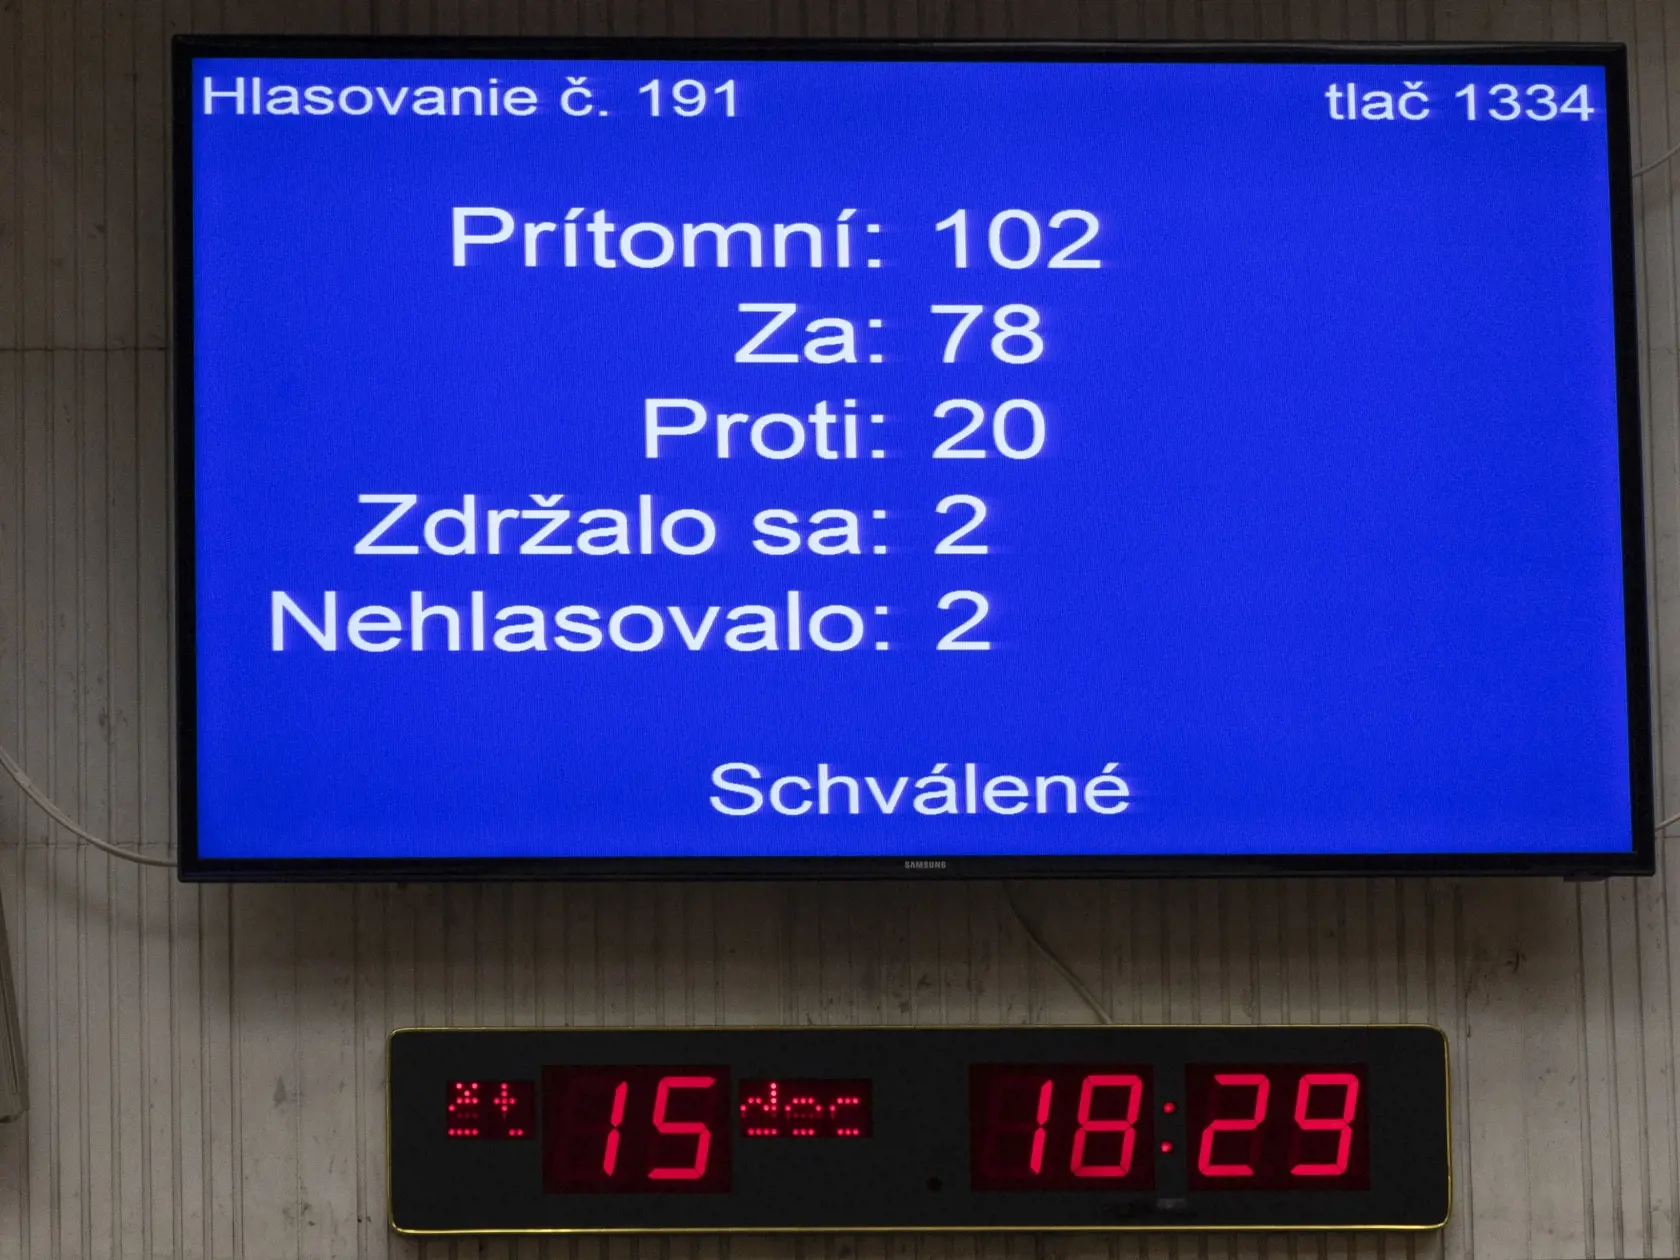 Hlasovanie č. 191 tlač 1334
Prítomní: 102
Za: 78
Proti: 20
Zdržalo sa: 2
Nehlasovalo: 2
Schválené
SAMSUNG
št 15 dec 18:29